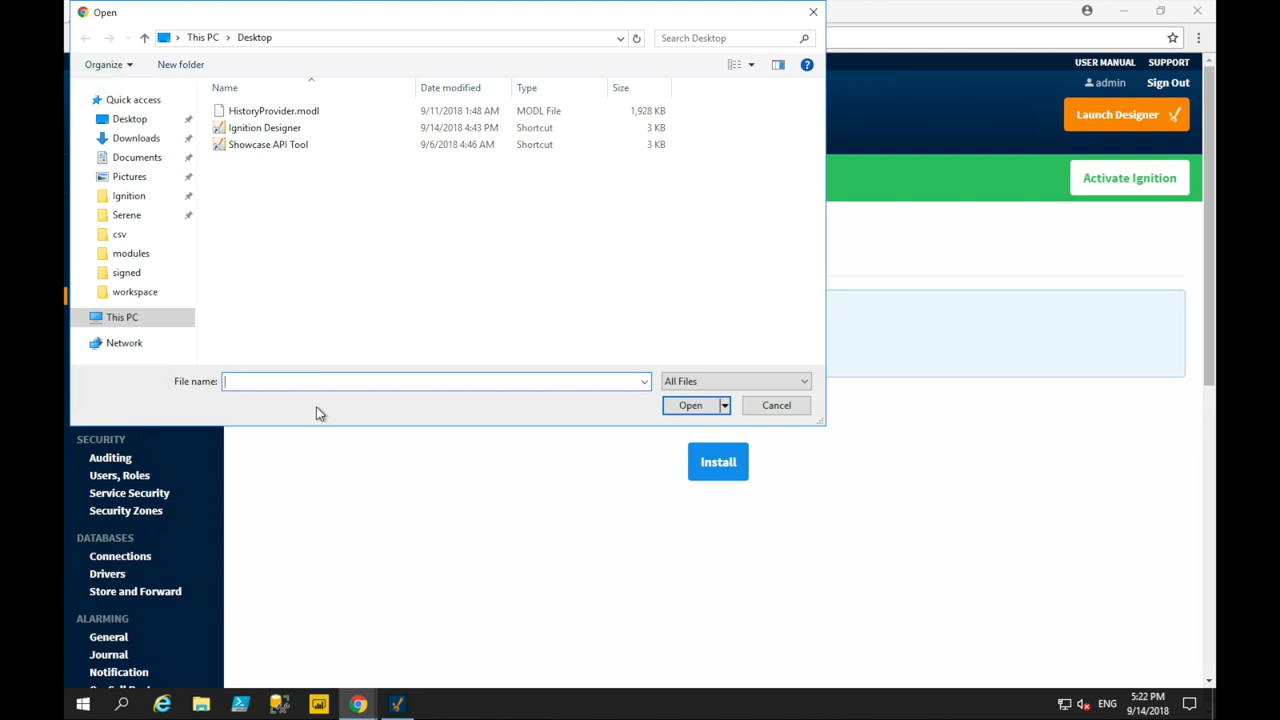 Open
This PC > Desktop
Search Desktop
Organize
New folder
Name
Date modified
Type
Size
HistoryProvider.modl 9/11/2018 1:48 AM MODL File 1,928 KB
Ignition Designer 9/14/2018 4:43 PM Shortcut 3 KB
Showcase API Tool 9/6/2018 4:46 AM Shortcut 3 KB
Quick access
Desktop
Downloads
Documents
Pictures
Ignition
Serene
csv
modules
signed
workspace
This PC
Network
File name:
All Files
Open
Cancel
USER MANUAL SUPPORT
admin Sign Out
Launch Designer
Activate Ignition
Install
SECURITY
Auditing
Users, Roles
Service Security
Security Zones
DATABASES
Connections
Drivers
Store and Forward
ALARMING
General
Journal
Notification
ENG
5:22 PM
9/14/2018